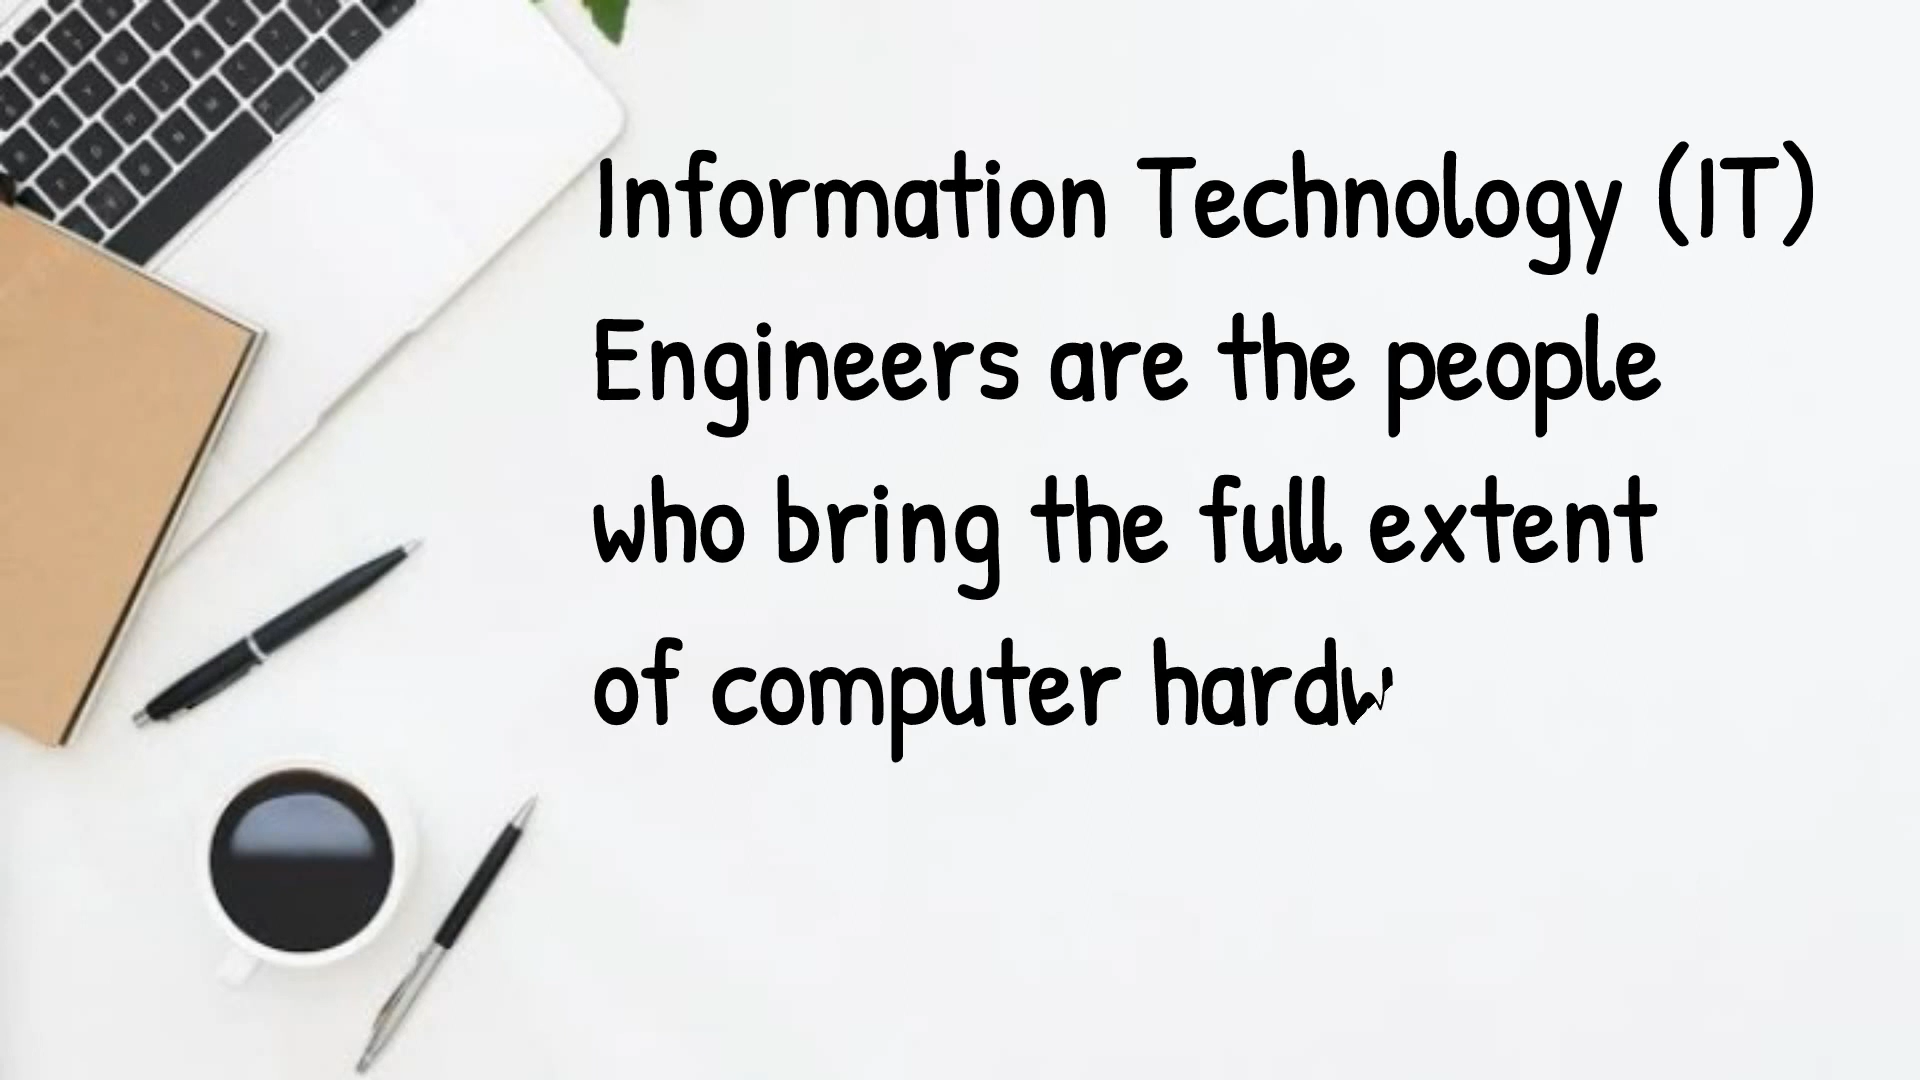 Information Technology (IT)
Engineers are the people
who bring the full extent
of computer hardw